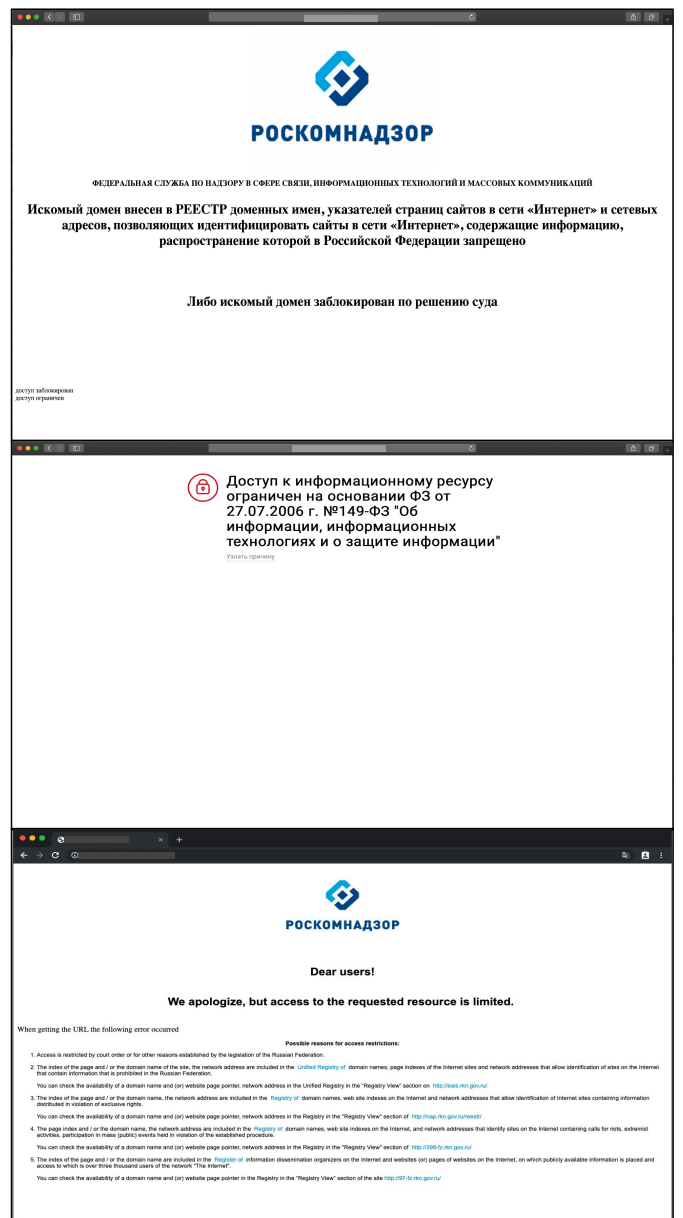 РОСКОМНАДЗОР
ФЕДЕРАЛЬНАЯ СЛУЖБА ПО НАДЗОРУ В СФЕРЕ СВЯЗИ, ИНФОРМАЦИОННЫХ ТЕХНОЛОГИЙ И МАССОВЫХ КОММУНИКАЦИЙ
Искомый домен внесен в РЕЕСТР доменных имен, указателей страниц сайтов в сети «Интернет» и сетевых
адресов, позволяющих идентифицировать сайты в сети «Интернет», содержащие информацию,
распространение которой в Российской Федерации запрещено
Либо искомый домен заблокирован по решению суда
доступ заблокирован
доступ ограничен
Доступ к информационному ресурсу
ограничен на основании ФЗ от
27.07.2006 г. №149-ФЗ "Об
информации, информационных
технологиях и о защите информации"
Узнать причину
РОСКОМНАДЗОР
Dear users!
We apologize, but access to the requested resource is limited.
When getting the URL the following error occurred
Possible reasons for access restrictions:
1. Access is restricted by court order or for other reasons established by the legislation of the Russian Federation.
2. The index of the page and / or the domain name of the site, the network address are included in the Unified Registry of domain names, page indexes of the Internet sites and network addresses that allow identification of sites on the Internet
that contain information that is prohibited in the Russian Federation.
You can check the availability of a domain name and (or) website page pointer, network address in the Unified Registry in the "Registry View" section on http://eais.rkn.gov.ru/
3. The index of the page and / or the domain name, the network address are included in the Registry of domain names, web site indexes on the Internet and network addresses that allow identification of Internet sites containing information
distributed in violation of exclusive rights.
You can check the availability of a domain name and (or) website page pointer, network address in the Registry in the "Registry View" section of http://nap.rkn.gov.ru/reestr/
4. The page index and / or the domain name, the network address are included in the Registry of domain names, web site indexes on the Internet, and network addresses that identify sites on the Internet containing calls for riots, extremist
activities, participation in mass (public) events held in violation of the established procedure.
You can check the availability of a domain name and (or) website page pointer, network address in the Registry in the "Registry View" section of http://398-fz.rkn.gov.ru/
5. The index of the page and / or the domain name are included in the Register of information dissemination organizers on the Internet and websites (or) pages of websites on the Internet, on which publicly available information is placed and
access to which is over three thousand users of the network "The Internet".
You can check the availability of a domain name and (or) website page pointer in the Registry in the "Registry View" section of the site http://97-fz.rkn.gov.ru/